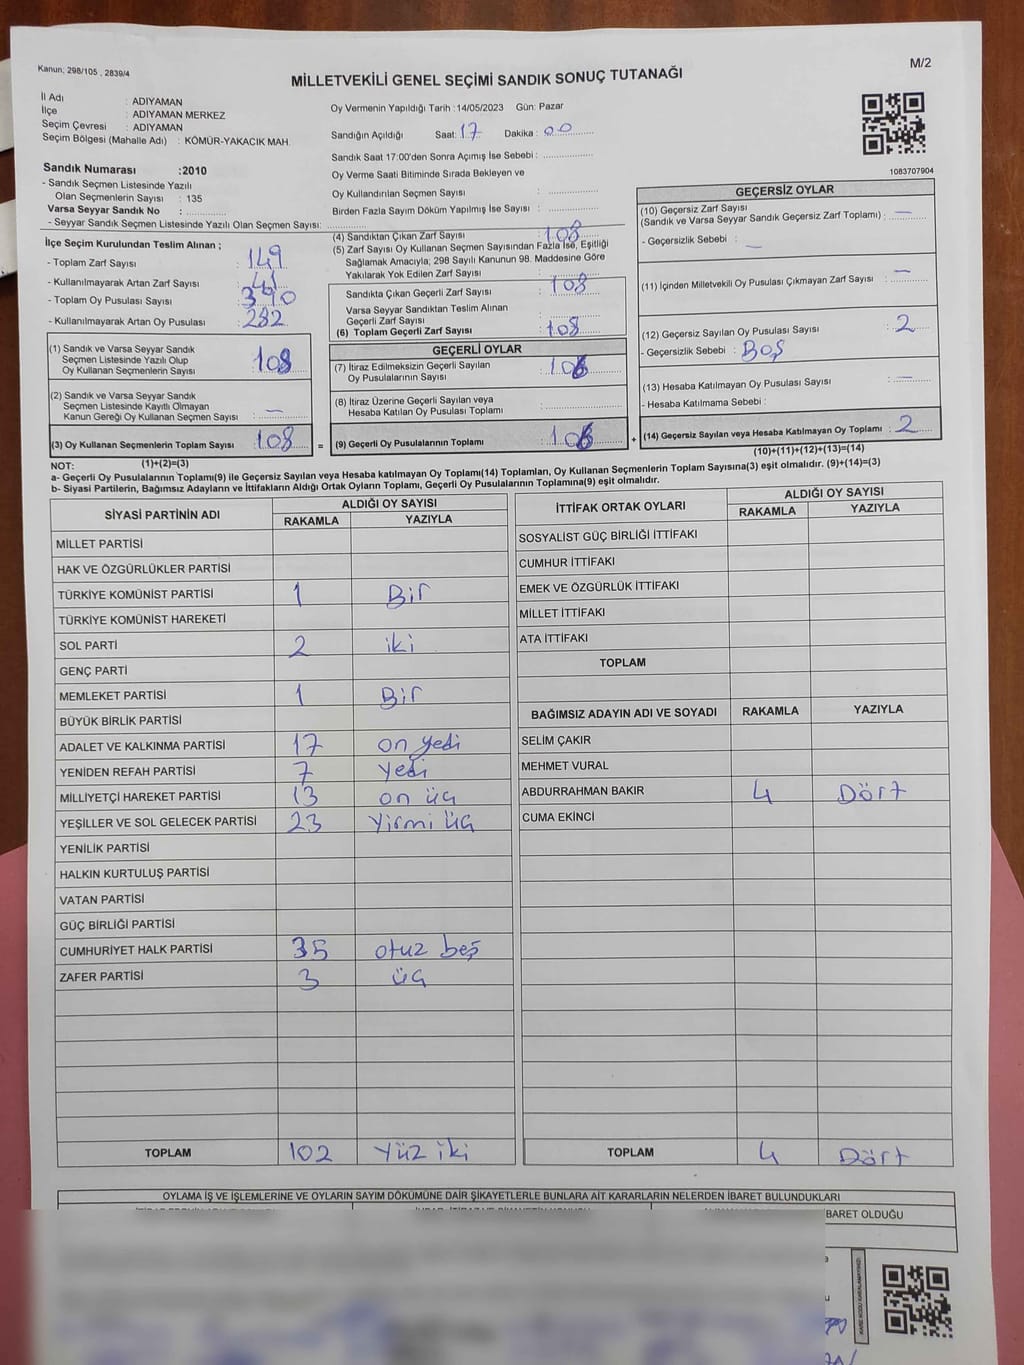 Kanun: 298/105 , 2839/4
M/2
MİLLETVEKİLİ GENEL SEÇİMİ SANDIK SONUÇ TUTANAĞI
İl Adı : ADIYAMAN
İlçe : ADIYAMAN MERKEZ
Seçim Çevresi : ADIYAMAN
Seçim Bölgesi (Mahalle Adı) : KÖMÜR-YAKACIK MAH.
Oy Vermenin Yapıldığı Tarih : 14/05/2023 Gün: Pazar
Sandığın Açıldığı Saat: 17 Dakika : 00
Sandık Saat 17:00'den Sonra Açımış İse Sebebi :
Oy Verme Saati Bitiminde Sırada Bekleyen ve
Oy Kullandırılan Seçmen Sayısı :
Birden Fazla Sayım Döküm Yapılmış İse Sayısı :
1083707904
Sandık Numarası :2010
- Sandık Seçmen Listesinde Yazılı
Olan Seçmenlerin Sayısı : 135
Varsa Seyyar Sandık No :
- Seyyar Sandık Seçmen Listesinde Yazılı Olan Seçmen Sayısı:
İlçe Seçim Kurulundan Teslim Alınan ;
- Toplam Zarf Sayısı : 149
- Kullanılmayarak Artan Zarf Sayısı : 41
- Toplam Oy Pusulası Sayısı : 390
- Kullanılmayarak Artan Oy Pusulası : 282
(1) Sandık ve Varsa Seyyar Sandık
Seçmen Listesinde Yazılı Olup
Oy Kullanan Seçmenlerin Sayısı : 108
(2) Sandık ve Varsa Seyyar Sandık
Seçmen Listesinde Kayıtlı Olmayan
Kanun Gereği Oy Kullanan Seçmen Sayısı : —
(3) Oy Kullanan Seçmenlerin Toplam Sayısı : 108
(1)+(2)=(3)
(4) Sandıktan Çıkan Zarf Sayısı : 108
(5) Zarf Sayısı Oy Kullanan Seçmen Sayısından Fazla İse, Eşitliği
Sağlamak Amacıyla; 298 Sayılı Kanunun 98. Maddesine Göre
Yakılarak Yok Edilen Zarf Sayısı :
Sandıkta Çıkan Geçerli Zarf Sayısı : 108
Varsa Seyyar Sandıktan Teslim Alınan
Geçerli Zarf Sayısı :
(6) Toplam Geçerli Zarf Sayısı : 108
GEÇERLİ OYLAR
(7) İtiraz Edilmeksizin Geçerli Sayılan
Oy Pusulalarının Sayısı : 106
(8) İtiraz Üzerine Geçerli Sayılan veya
Hesaba Katılan Oy Pusulası Toplamı :
= (9) Geçerli Oy Pusulalarının Toplamı : 106
GEÇERSİZ OYLAR
(10) Geçersiz Zarf Sayısı
(Sandık ve Varsa Seyyar Sandık Geçersiz Zarf Toplamı) : —
- Geçersizlik Sebebi : —
(11) İçinden Milletvekili Oy Pusulası Çıkmayan Zarf Sayısı : —
(12) Geçersiz Sayılan Oy Pusulası Sayısı : 2
- Geçersizlik Sebebi : Boş
(13) Hesaba Katılmayan Oy Pusulası Sayısı : —
- Hesaba Katılmama Sebebi :
+ (14) Geçersiz Sayılan veya Hesaba Katılmayan Oy Toplamı : 2
(10)+(11)+(12)+(13)=(14)
NOT:
a- Geçerli Oy Pusulaları Toplamı(9) ile Geçersiz Sayılan veya Hesaba katılmayan Oy Toplamı(14) Toplamları, Oy Kullanan Seçmenlerin Toplam Sayısına(3) eşit olmalıdır. (9)+(14)=(3)
b- Siyasi Partilerin, Bağımsız Adayların ve İttifakların Aldığı Ortak Oyların Toplamı, Geçerli Oy Pusulalarının Toplamına(9) eşit olmalıdır.
SİYASİ PARTİNİN ADI
ALDIĞI OY SAYISI
RAKAMLA YAZIYLA
MİLLET PARTİSİ
HAK VE ÖZGÜRLÜKLER PARTİSİ
TÜRKİYE KOMÜNİST PARTİSİ 1 Bir
TÜRKİYE KOMÜNİST HAREKETİ
SOL PARTİ 2 iki
GENÇ PARTİ
MEMLEKET PARTİSİ 1 Bir
BÜYÜK BİRLİK PARTİSİ
ADALET VE KALKINMA PARTİSİ 17 on yedi
YENİDEN REFAH PARTİSİ 7 yedi
MİLLİYETÇİ HAREKET PARTİSİ 13 on üç
YEŞİLLER VE SOL GELECEK PARTİSİ 23 Yirmi üç
YENİLİK PARTİSİ
HALKIN KURTULUŞ PARTİSİ
VATAN PARTİSİ
GÜÇ BİRLİĞİ PARTİSİ
CUMHURİYET HALK PARTİSİ 35 otuz beş
ZAFER PARTİSİ 3 üç
TOPLAM 102 Yüz iki
İTTİFAK ORTAK OYLARI
ALDIĞI OY SAYISI
RAKAMLA YAZIYLA
SOSYALİST GÜÇ BİRLİĞİ İTTİFAKI
CUMHUR İTTİFAKI
EMEK VE ÖZGÜRLÜK İTTİFAKI
MİLLET İTTİFAKI
ATA İTTİFAKI
TOPLAM
BAĞIMSIZ ADAYIN ADI VE SOYADI RAKAMLA YAZIYLA
SELİM ÇAKIR
MEHMET VURAL
ABDURRAHMAN BAKIR 4 Dört
CUMA EKİNCİ
TOPLAM 4 Dört
OYLAMA İŞ VE İŞLEMLERİNE VE OYLARIN SAYIM DÖKÜMÜNE DAİR ŞİKAYETLERLE BUNLARA AİT KARARLARIN NELERDEN İBARET BULUNDUKLARI
BARET OLDUĞU